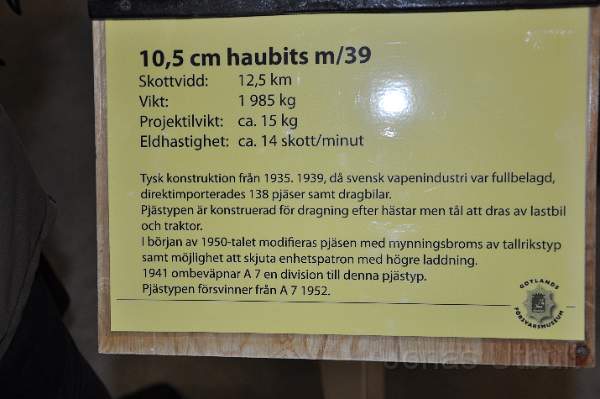 10,5 cm haubits m/39
Skottvidd: 12,5 km
Vikt: 1 985 kg
Projektilvikt: ca. 15 kg
Eldhastighet: ca. 14 skott/minut
Tysk konstruktion från 1935. 1939, då svensk vapenindustri var fullbelagd,
direktimporterades 138 pjäser samt dragbilar.
Pjästypen är konstruerad för dragning efter hästar men tål att dras av lastbil
och traktor.
I början av 1950-talet modifieras pjäsen med mynningsbroms av tallrikstyp
samt möjlighet att skjuta enhetspatron med högre laddning.
1941 ombeväpnar A 7 en division till denna pjästyp.
Pjästypen försvinner från A 7 1952.
GOTLANDS
FÖRSVARSMUSEUM
Jonas